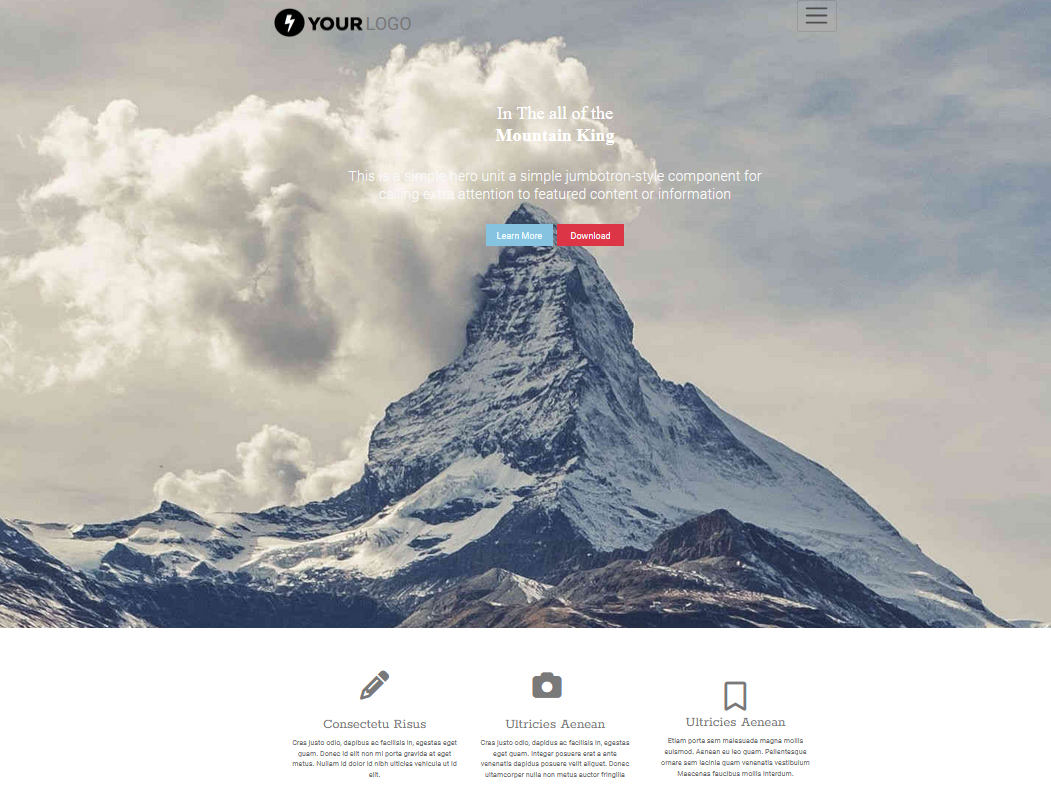 YOUR LOGO
In The all of the
Mountain King
This is a simple hero unit a simple jumbotron-style component for
calling extra attention to featured content or information
Learn More
Download
Consectetu Risus
Cras justo odio, dapibus ac facilisis in, egestas eget
quam. Donec id elit non mi porta gravida at eget
metus. Nullam id dolor id nibh ulticies vehicula ut id
elit.
Ultricies Aenean
Cras justo odio, dapidus ac facilisis in, egestas
eget quam. Integer posuere erat a ante
venenatis dapidus posuere velit aliquet. Donec
ullamcorper nulla non metus auctor fringilla
Ultricies Aenean
Etiam porta sem malesuada magna mollis
euismod. Aenean eu leo quam. Pellentesque
ornare sem lacinia quam venenatis vestibulum
Maecenas faucibus mollis interdum.